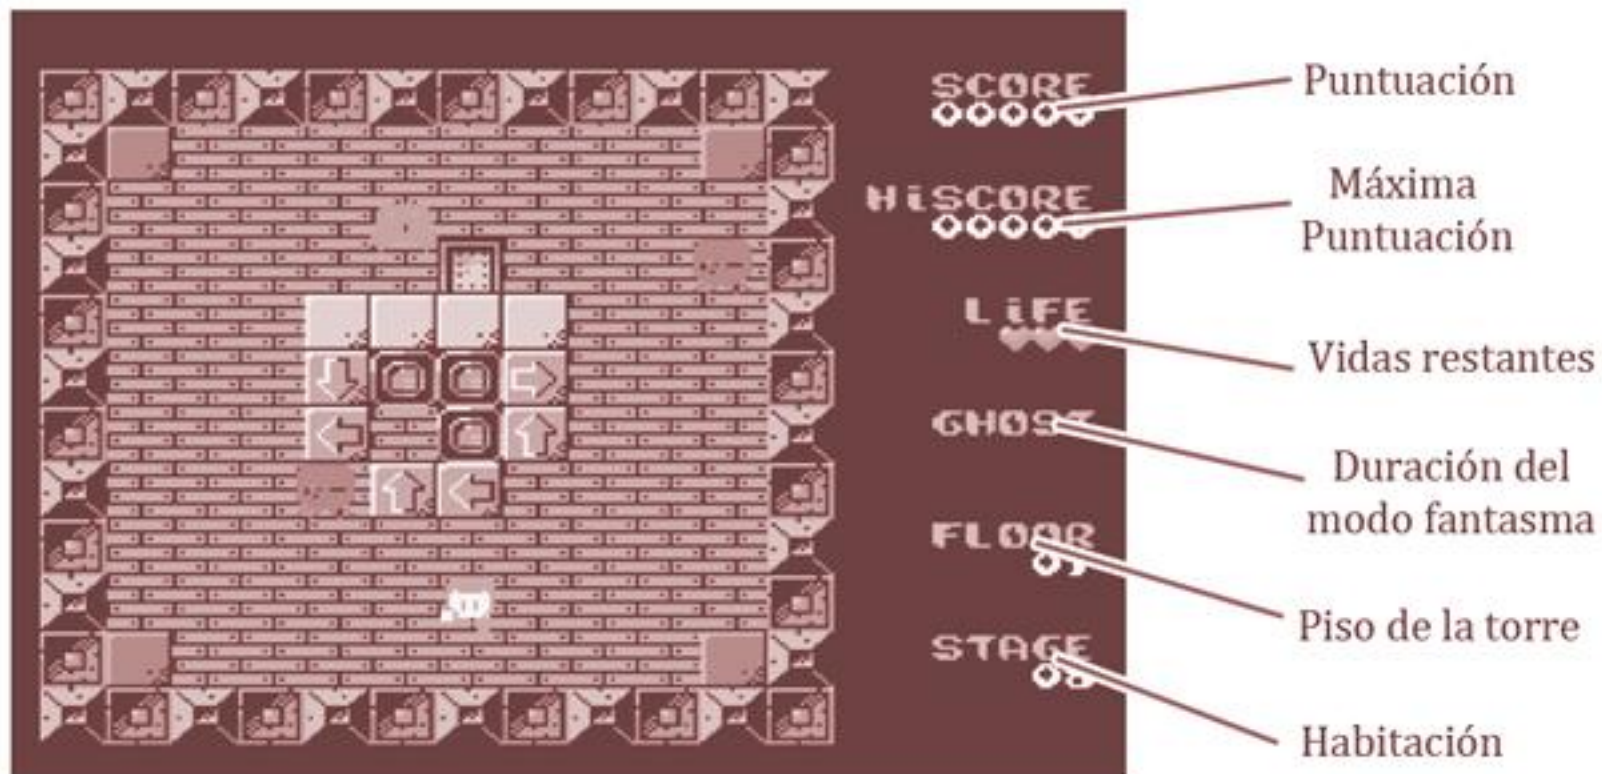 SCORE
Puntuación
HiSCORE
Máxima
Puntuación
LiFE
Vidas restantes
GHOST
Duración del
modo fantasma
FLOOR
Piso de la torre
STAGE
Habitación